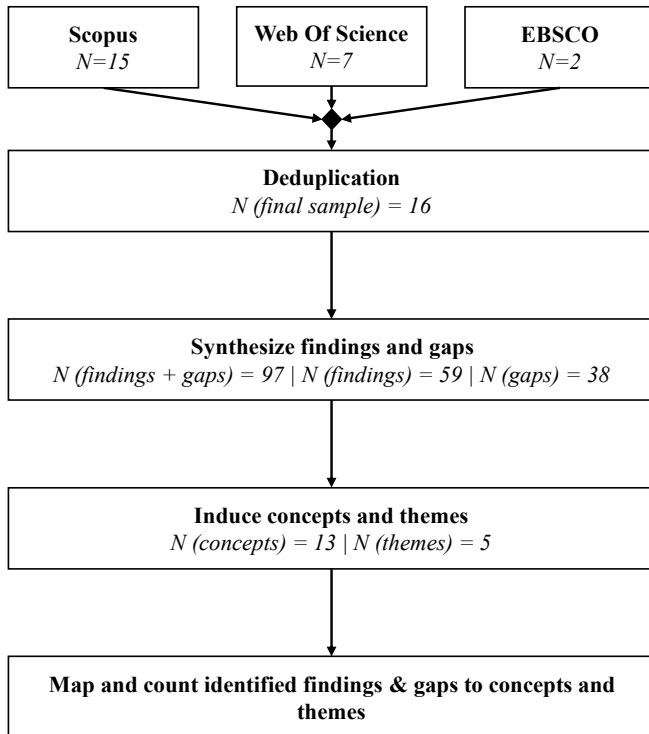 Scopus
N=15
Web Of Science
N=7
EBSCO
N=2
Deduplication
N (final sample) = 16
Synthesize findings and gaps
N (findings + gaps) = 97 | N (findings) = 59 | N (gaps) = 38
Induce concepts and themes
N (concepts) = 13 | N (themes) = 5
Map and count identified findings & gaps to concepts and
themes